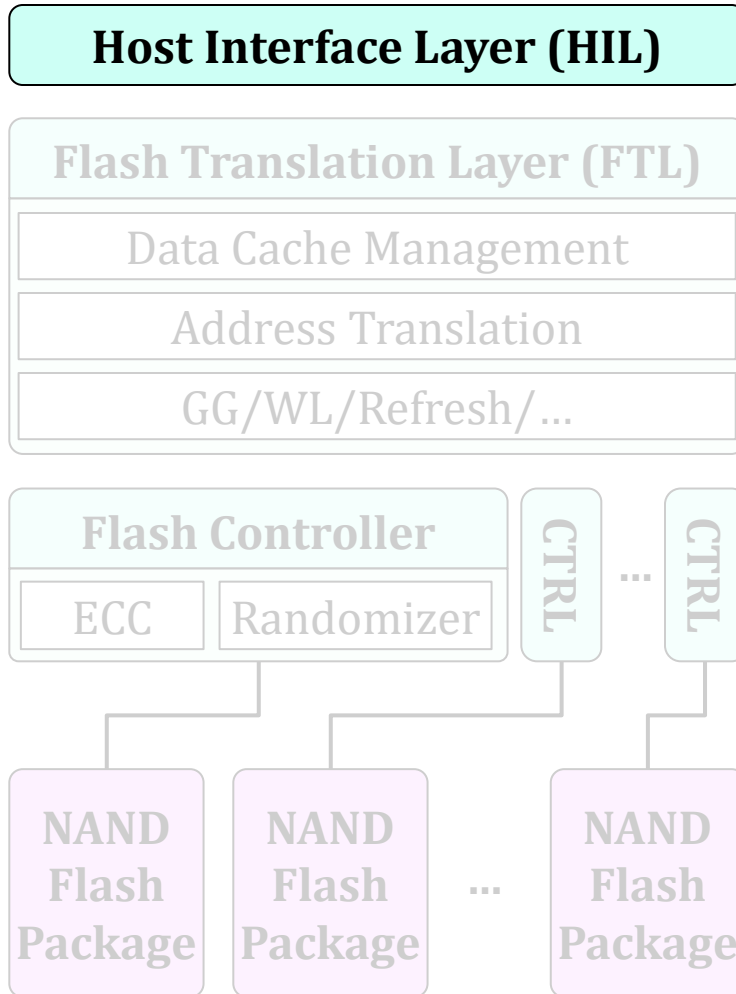 Host Interface Layer (HIL)
Flash Translation Layer (FTL)
Data Cache Management
Address Translation
GG/WL/Refresh/...
Flash Controller
ECC
Randomizer
CTRL
...
CTRL
NAND
Flash
Package
NAND
Flash
Package
...
NAND
Flash
Package